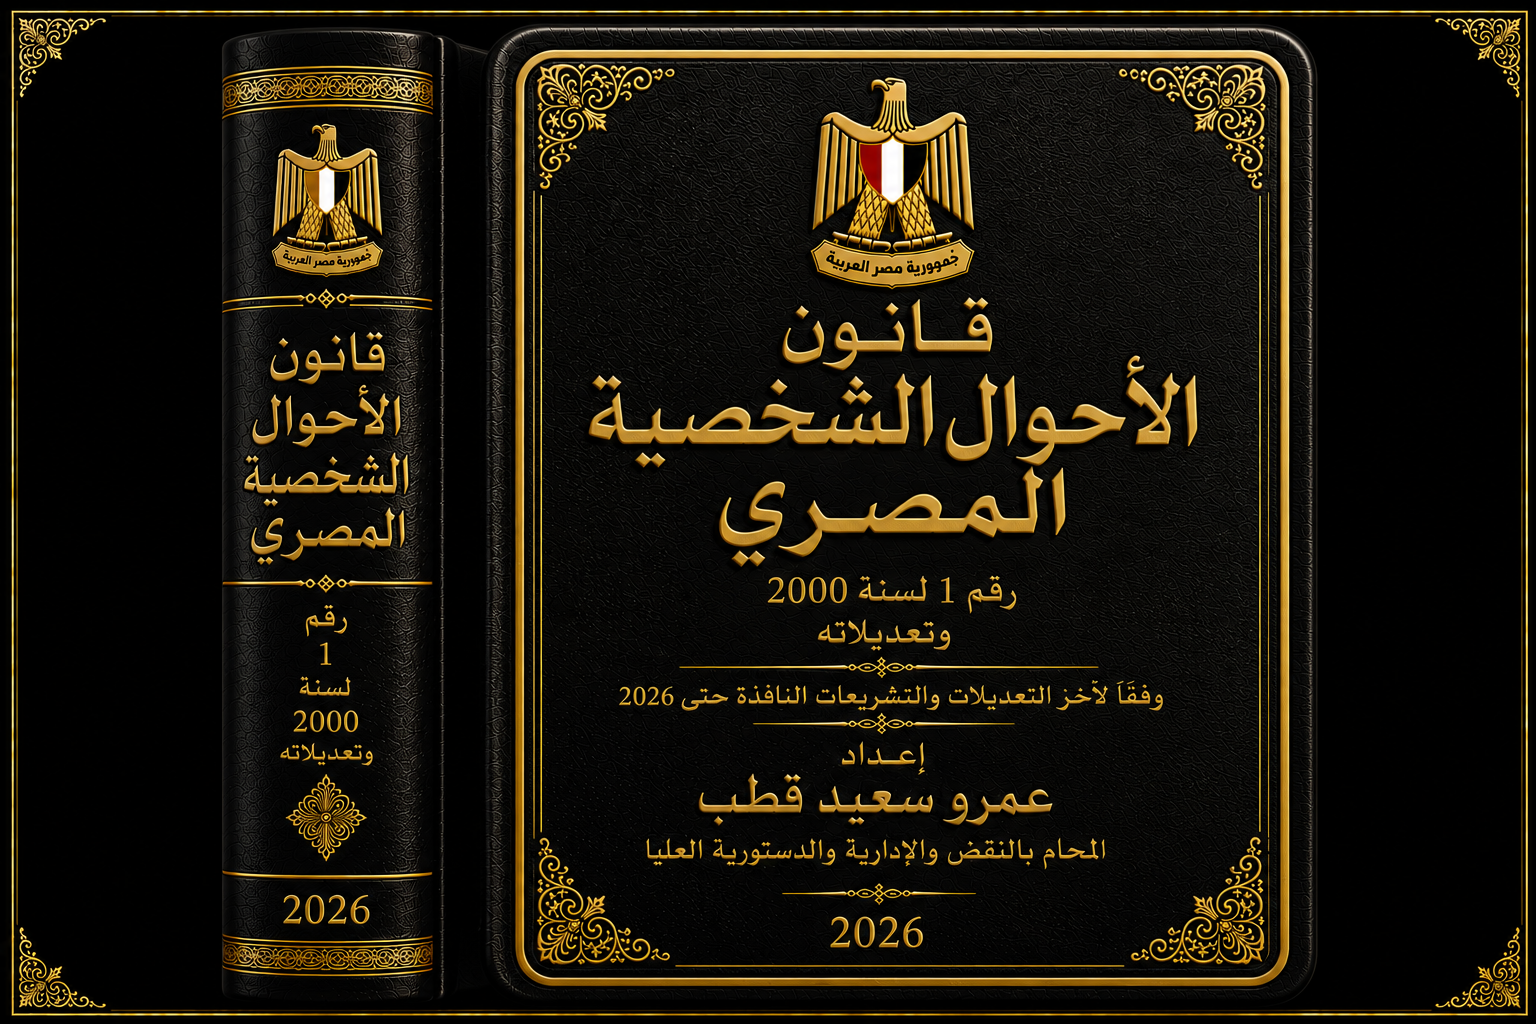 جمهورية مصر العربية
قانون
الأحوال
الشخصية
المصري
رقم
1
لسنة
2000
وتعديلاته
2026
جمهورية مصر العربية
قانون
الأحوال الشخصية
المصري
رقم 1 لسنة 2000
وتعديلاته
وفقًا لآخر التعديلات والتشريعات النافذة حتى 2026
إعداد
عمرو سعيد قطب
المحام بالنقض والإدارية والدستورية العليا
2026